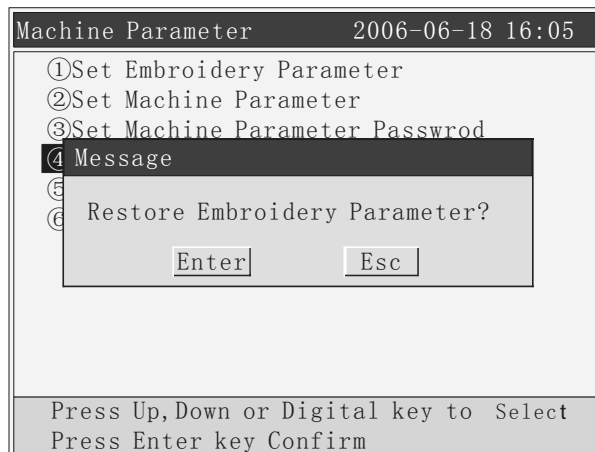 Machine Parameter 2006-06-18 16:05
①Set Embroidery Parameter
②Set Machine Parameter
③Set Machine Parameter Passwrod
④
Message
⑤
⑥
Restore Embroidery Parameter?
Enter Esc
Press Up,Down or Digital key to Select
Press Enter key Confirm